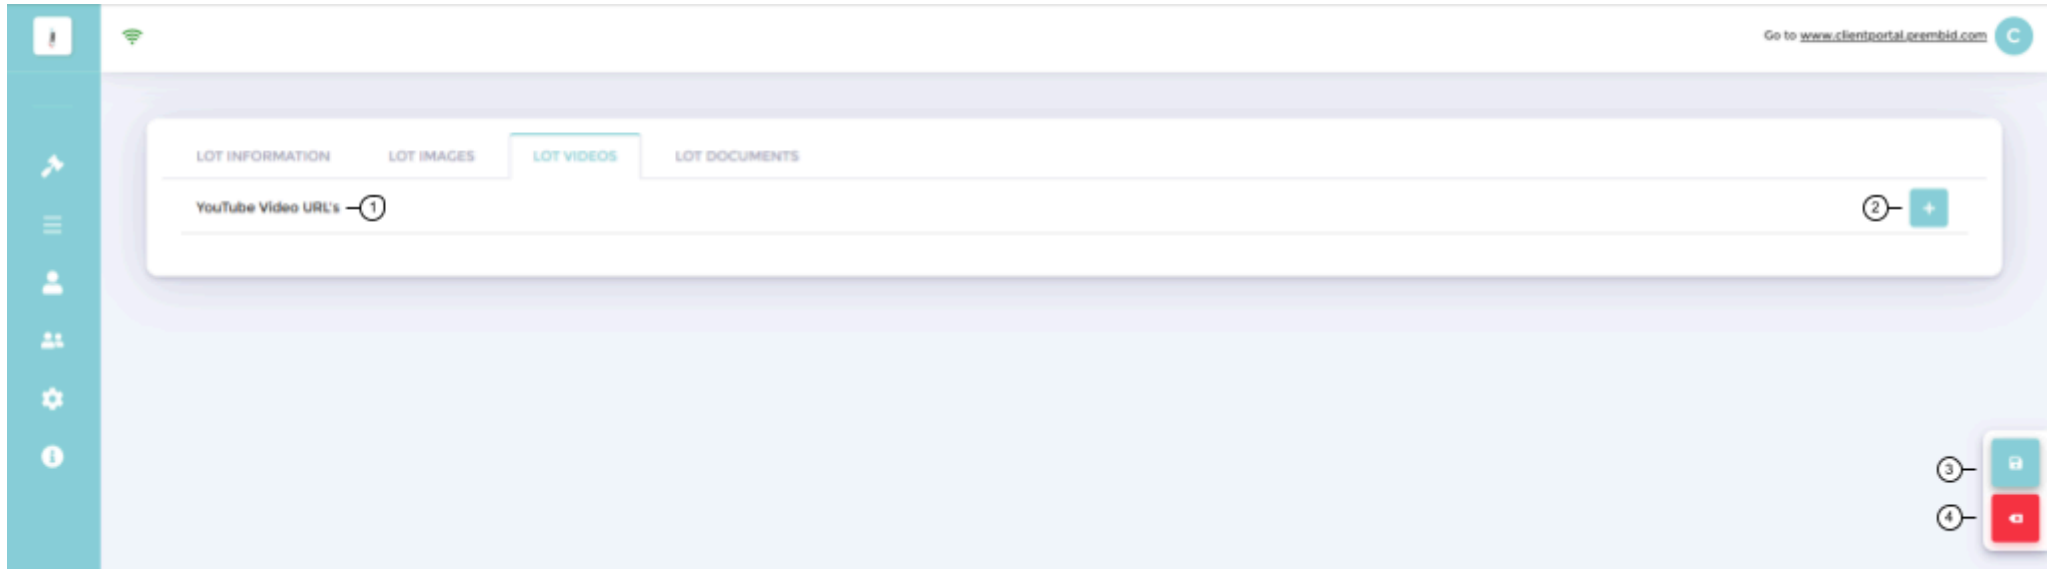 Go to www.clientportal.prembid.com C
LOT INFORMATION LOT IMAGES LOT VIDEOS LOT DOCUMENTS
YouTube Video URL's 1 2 +
3
4